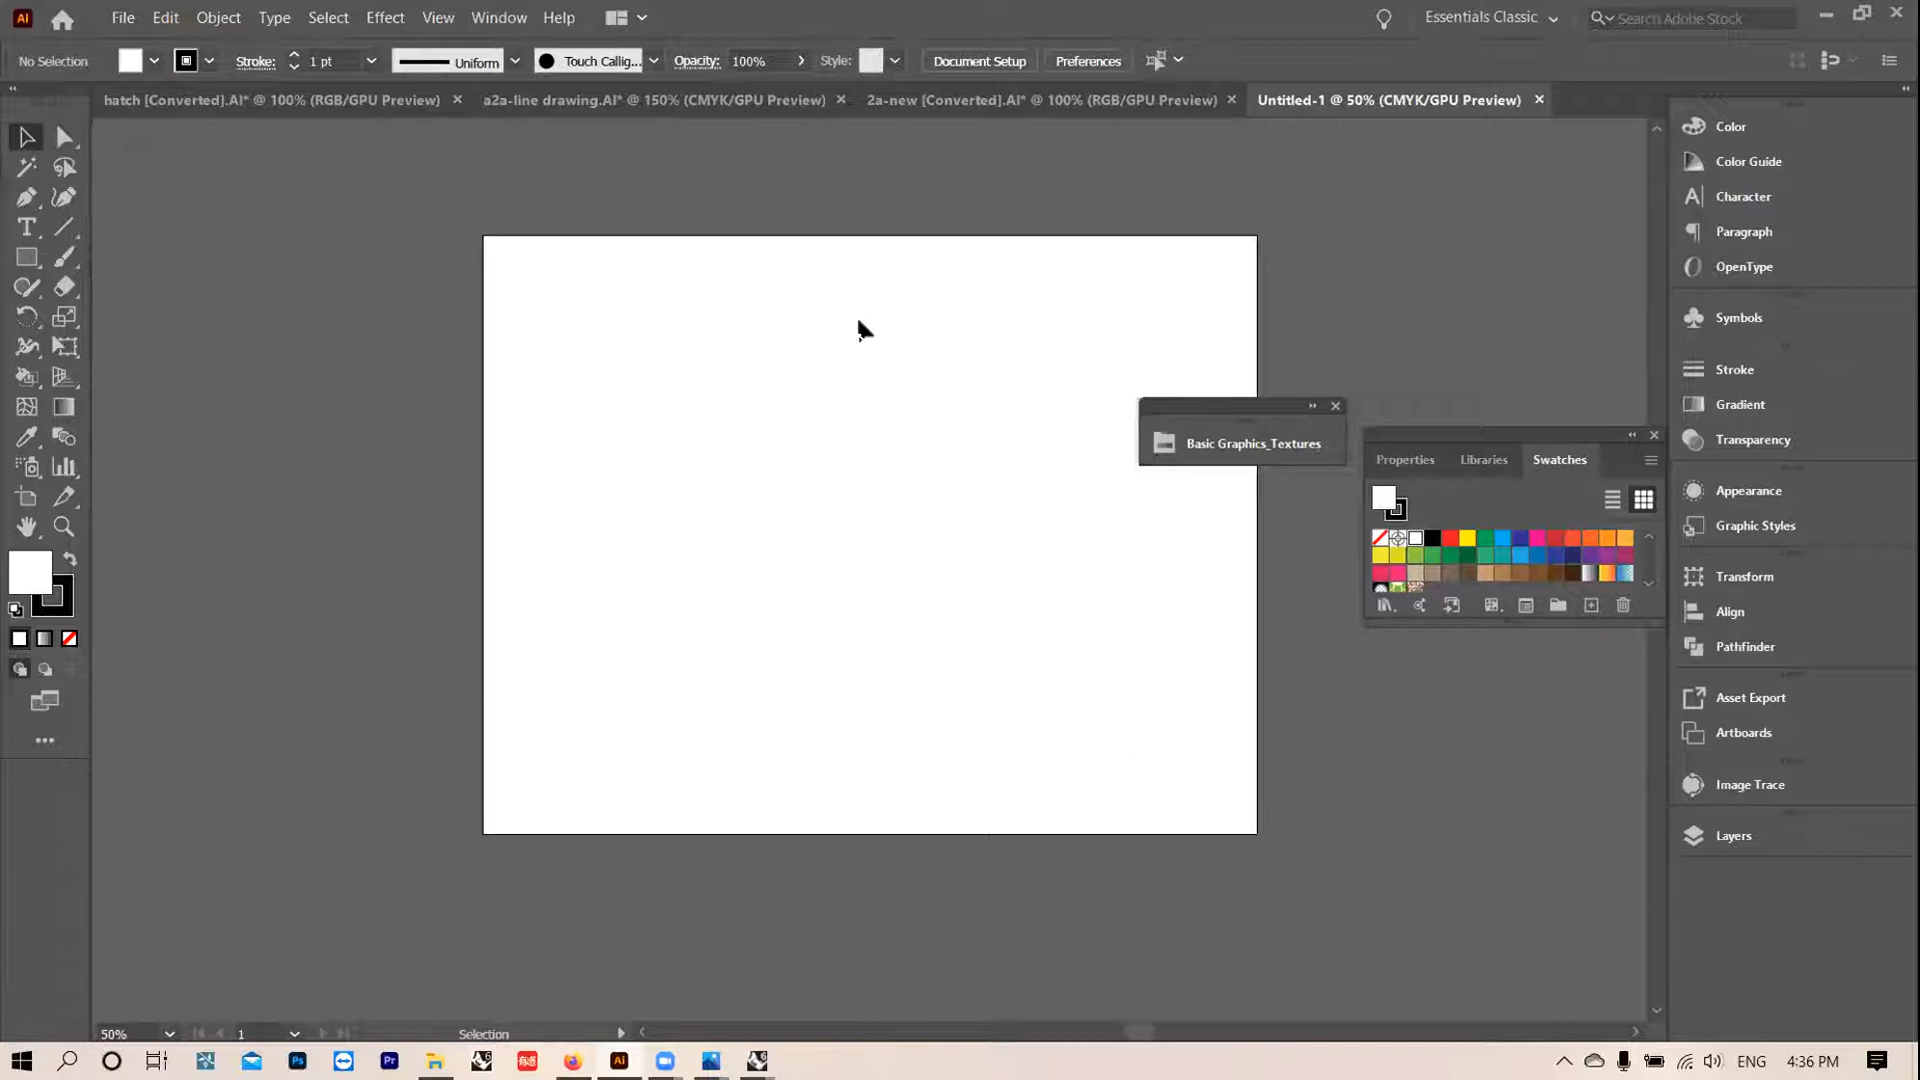 Ai File Edit Object Type Select Effect View Window Help Essentials Classic Search Adobe Stock
No Selection Stroke: 1 pt Uniform Touch Callig... Opacity: 100% Style: Document Setup Preferences
hatch [Converted].AI* @ 100% (RGB/GPU Preview) a2a-line drawing.AI* @ 150% (CMYK/GPU Preview) 2a-new [Converted].AI* @ 100% (RGB/GPU Preview) Untitled-1 @ 50% (CMYK/GPU Preview)
Color
Color Guide
Character
Paragraph
OpenType
Symbols
Stroke
Gradient
Transparency
Basic Graphics_Textures
Properties Libraries Swatches
Appearance
Graphic Styles
Transform
Align
Pathfinder
Asset Export
Artboards
Image Trace
Layers
50% 1 Selection
Ps Pr Ai ENG 4:36 PM